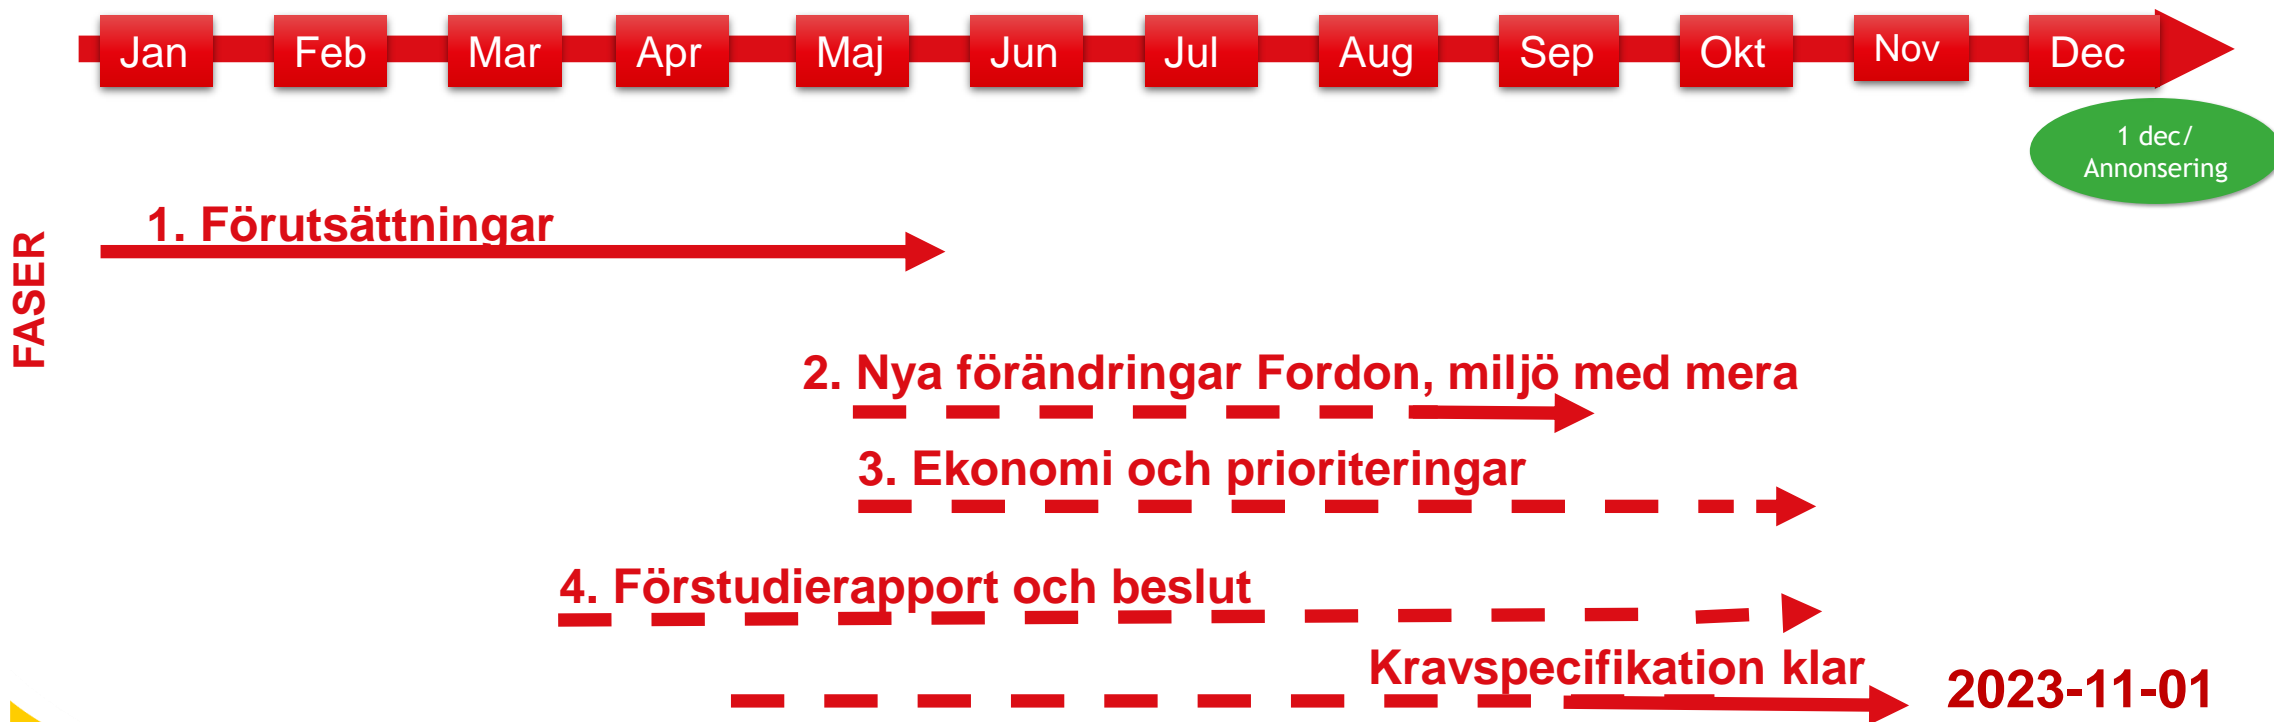 Jan Feb Mar Apr Maj Jun Jul Aug Sep Okt Nov Dec
1 dec/
Annonsering
FASER
1. Förutsättningar
2. Nya förändringar Fordon, miljö med mera
3. Ekonomi och prioriteringar
4. Förstudierapport och beslut
Kravspecifikation klar
2023-11-01